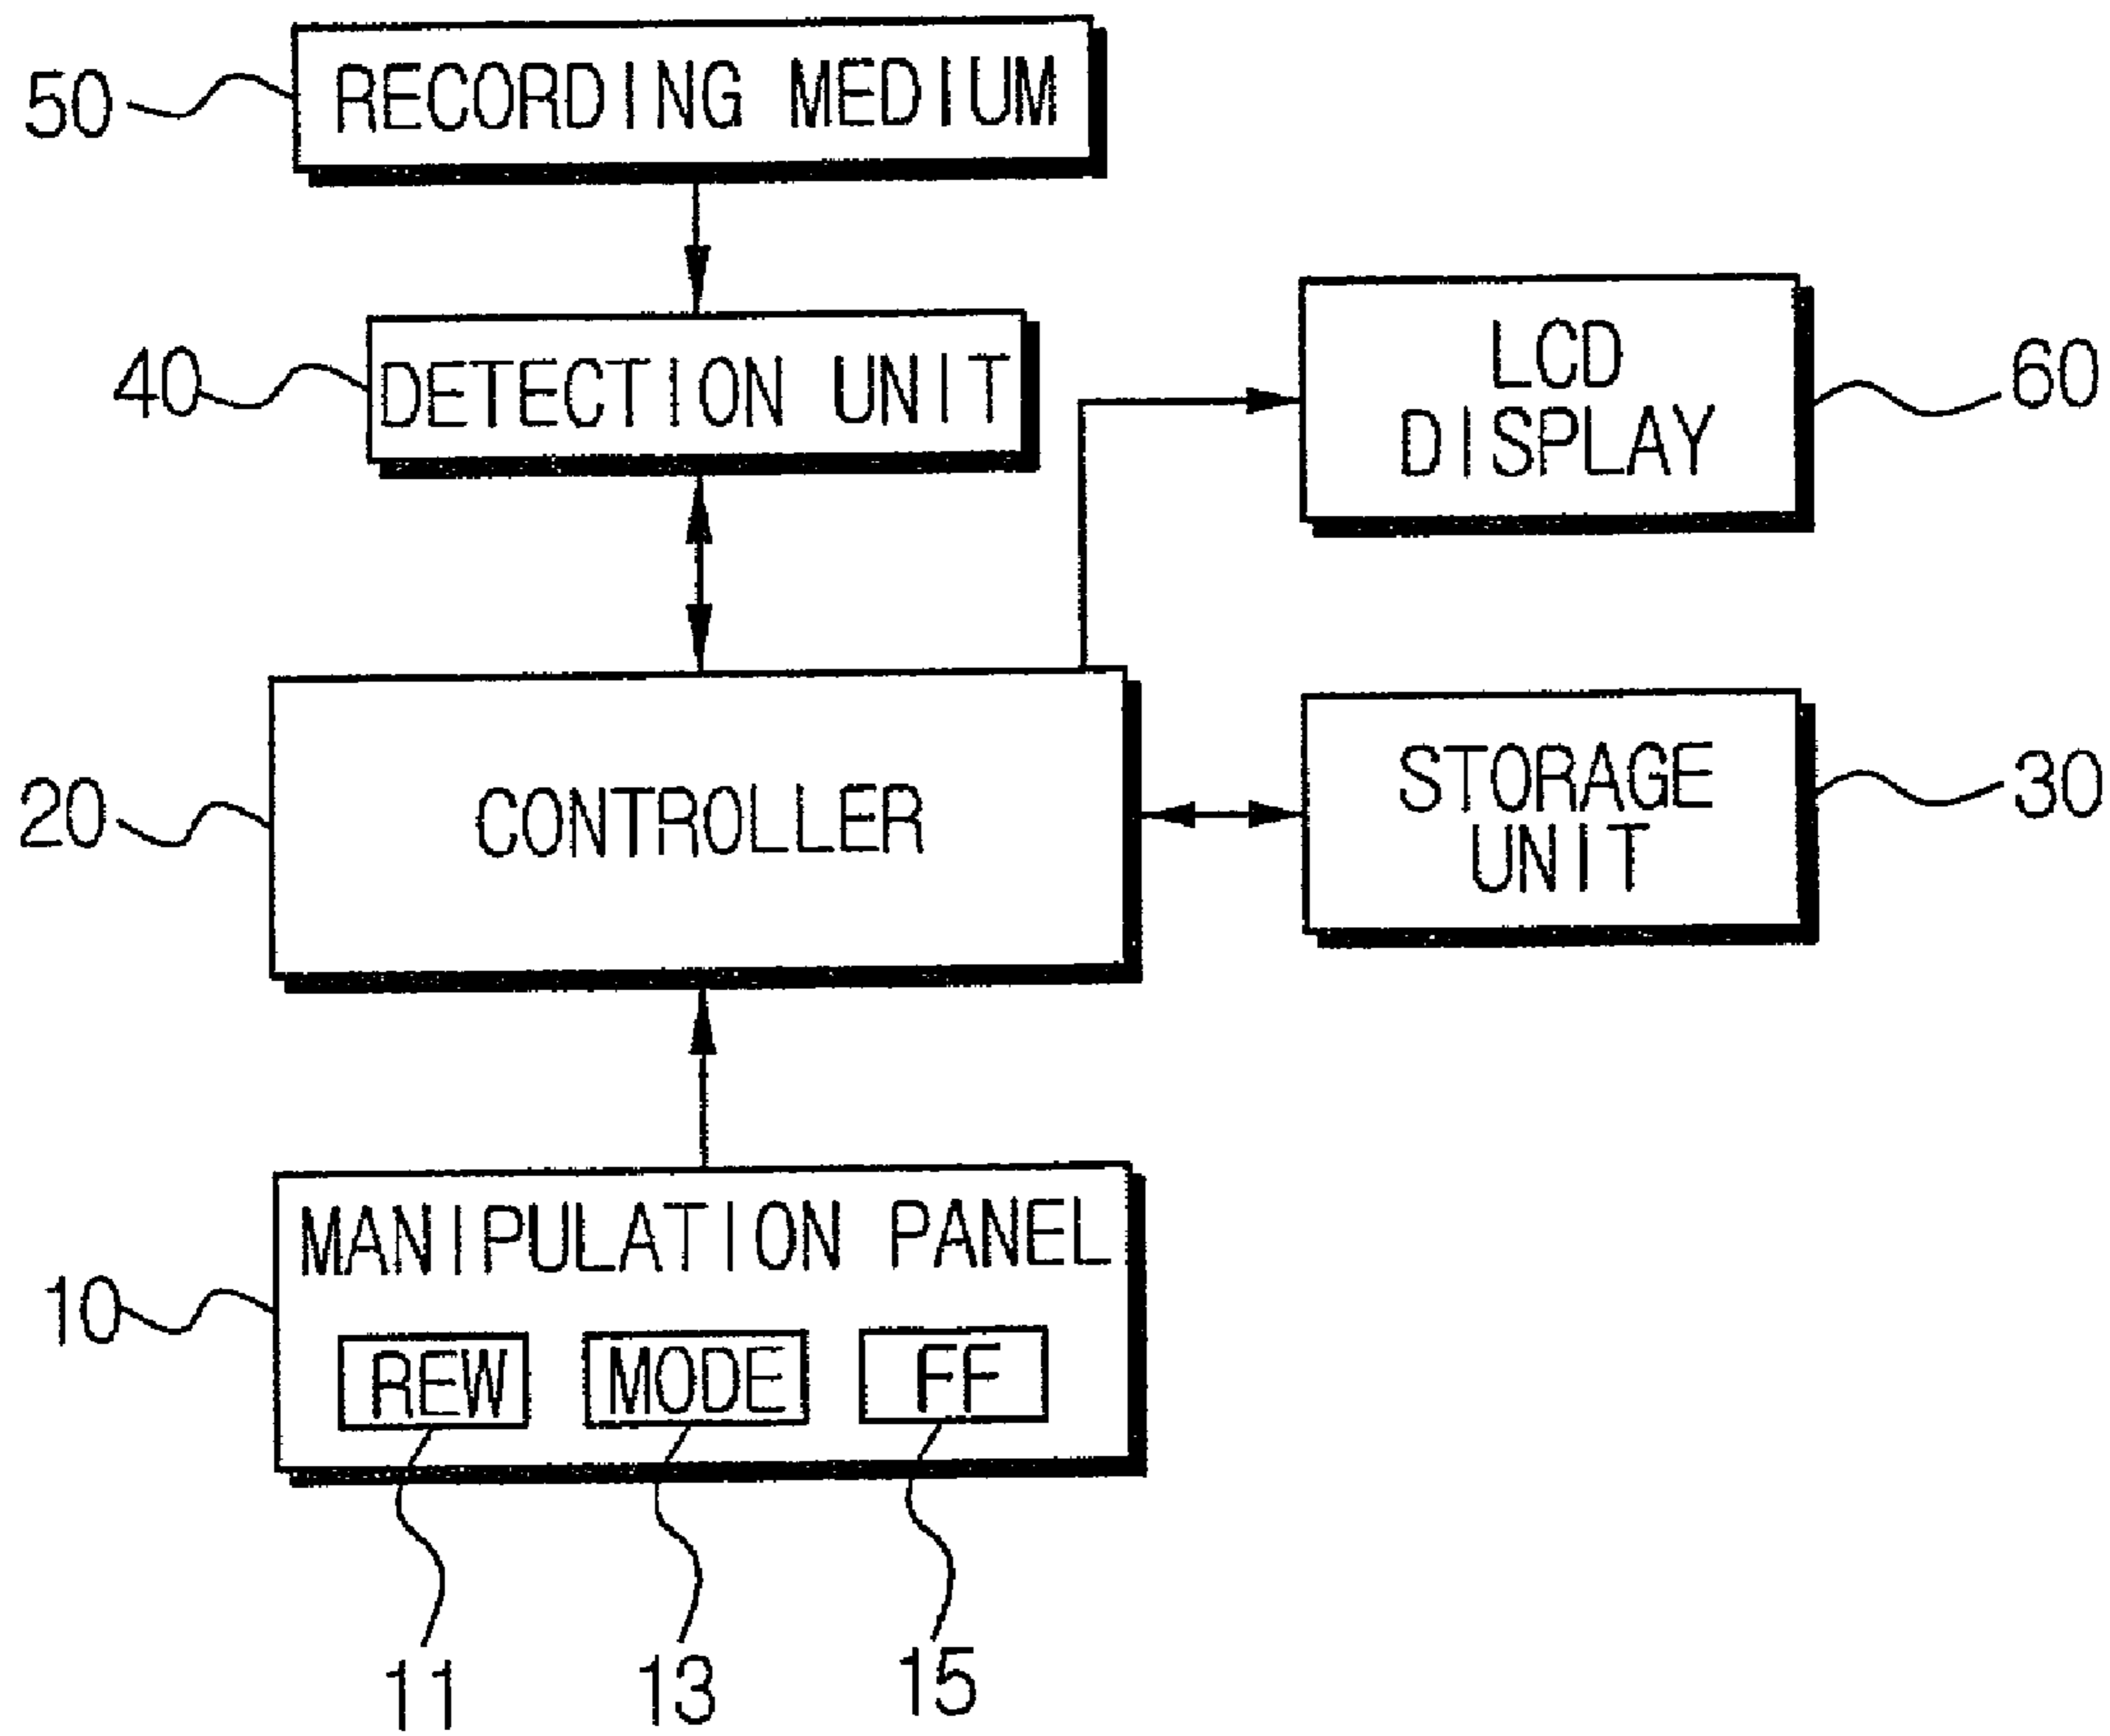 50
RECORDING MEDIUM
40
DETECTION UNIT
LCD
DISPLAY
60
20
CONTROLLER
STORAGE
UNIT
30
MANIPULATION PANEL
10
REW
MODE
FF
11
13
15